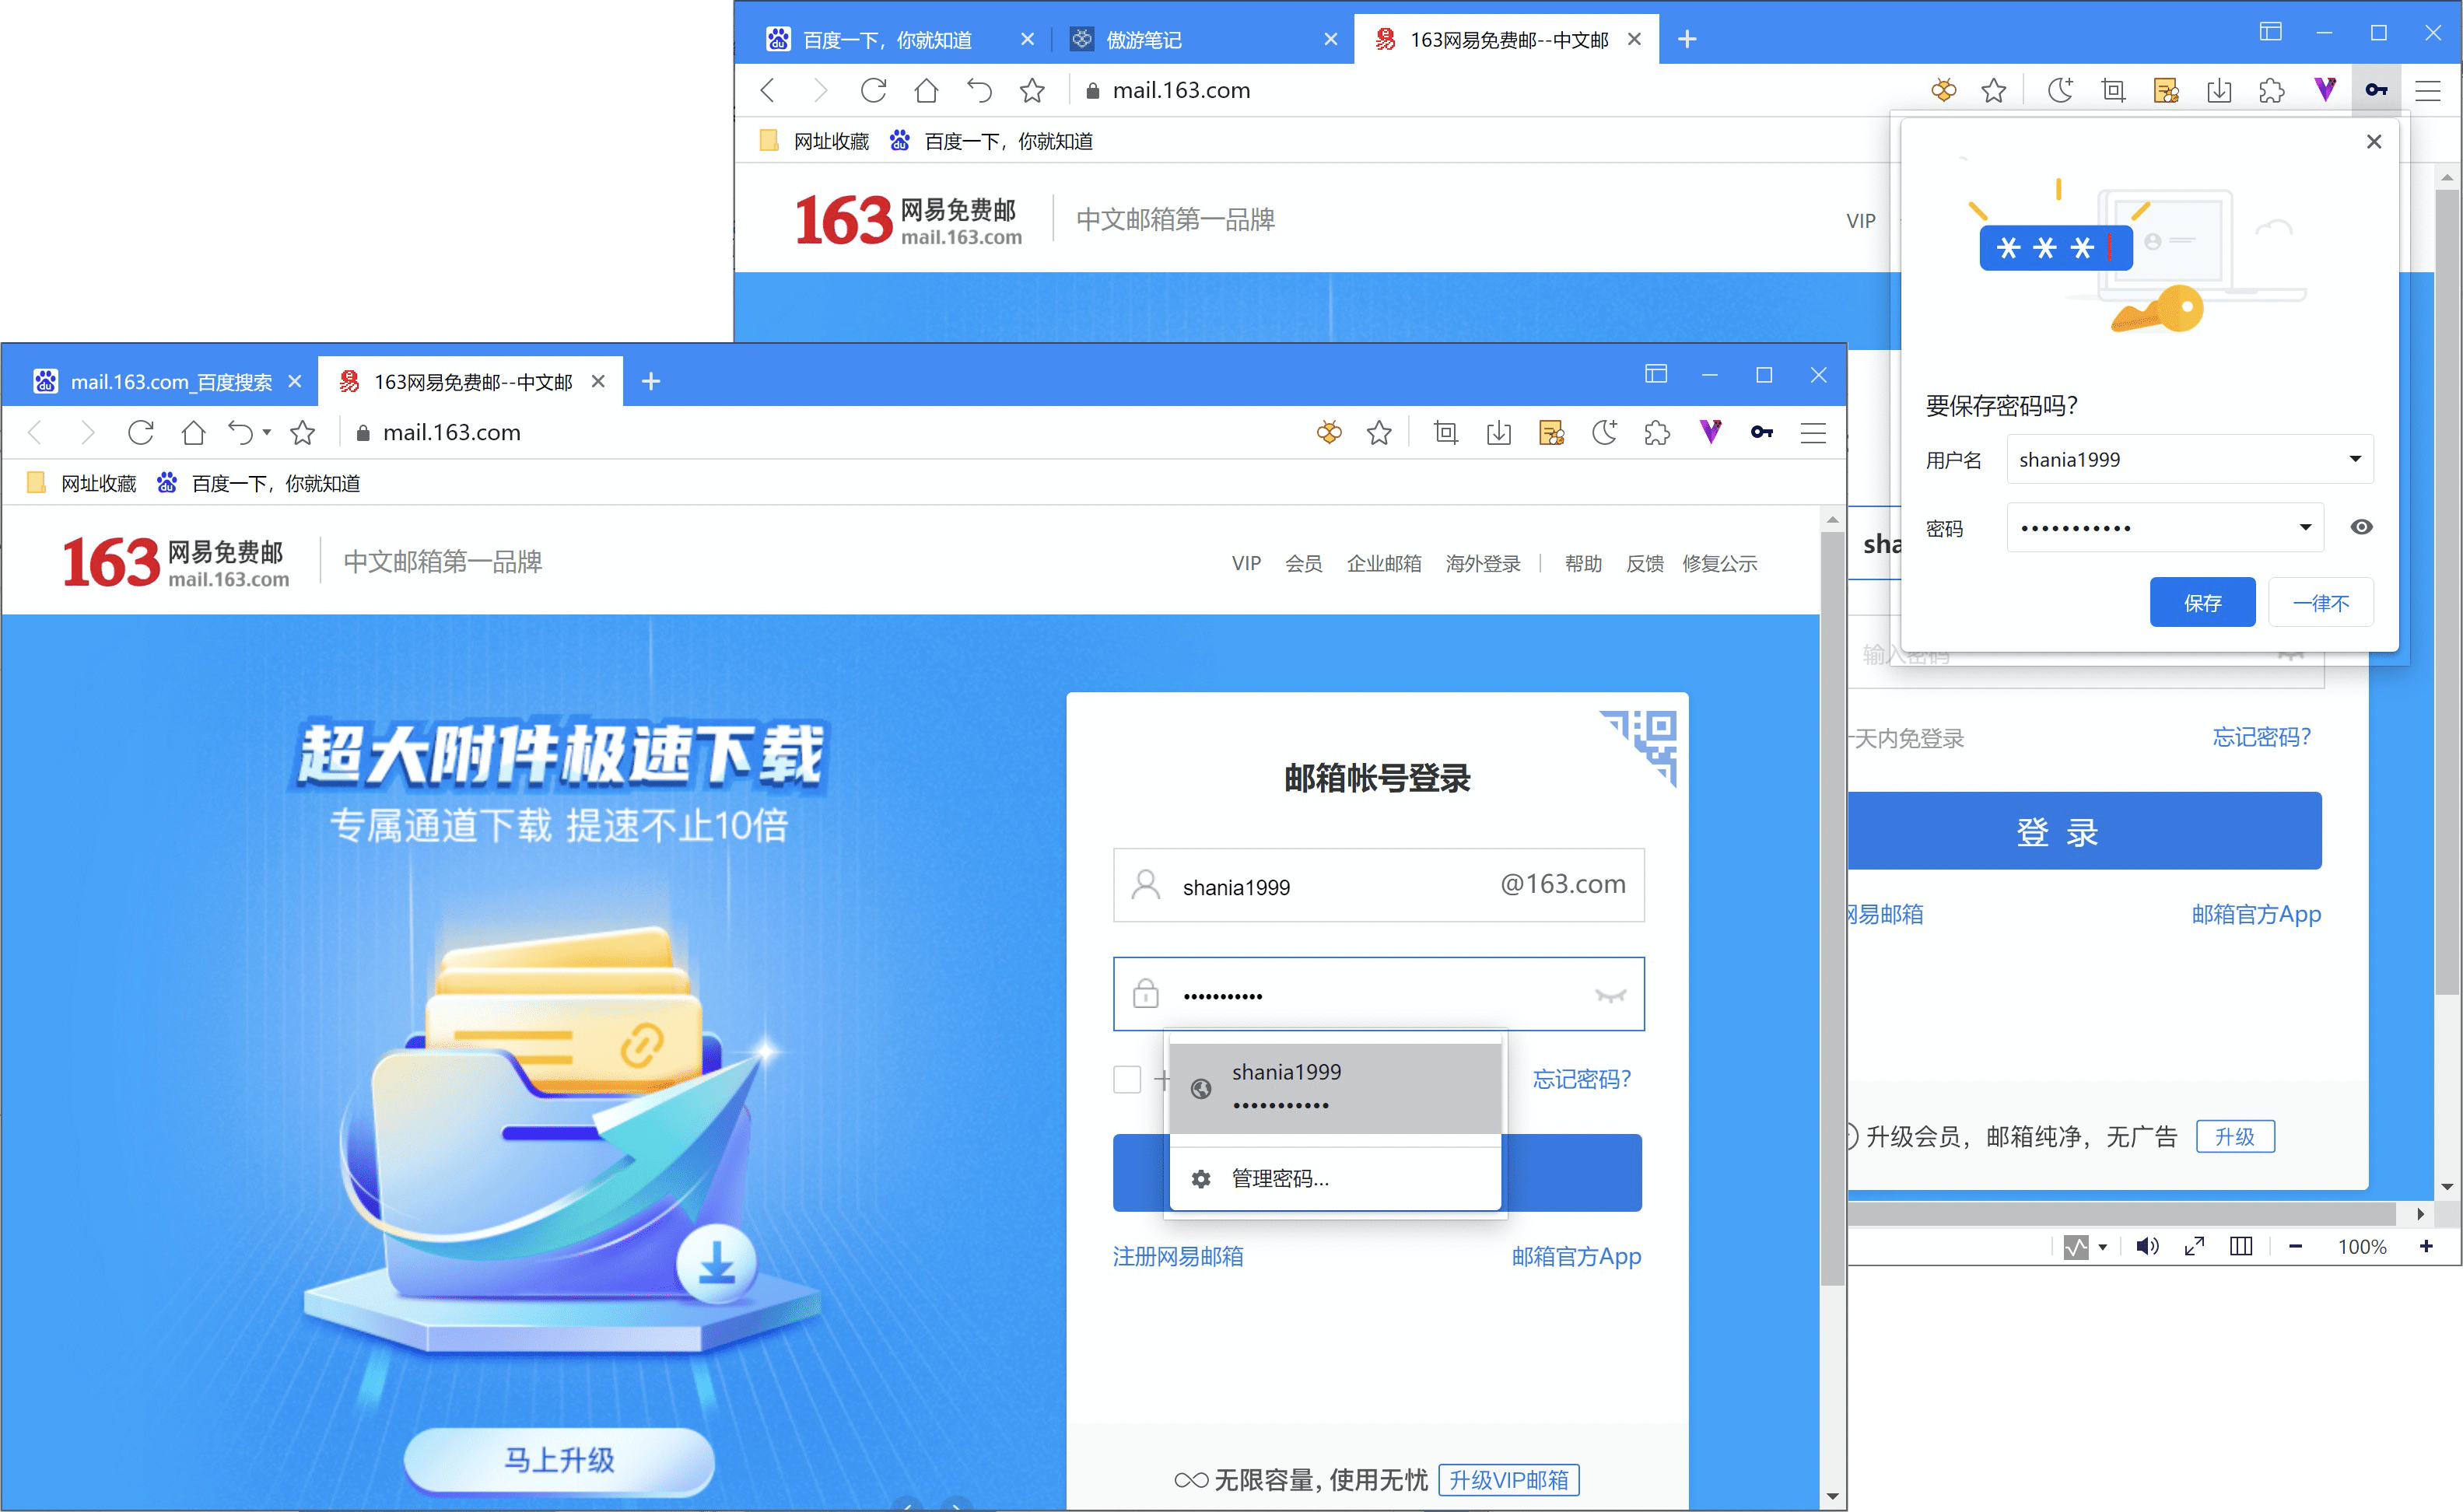 百度一下，你就知道
傲游笔记
163网易免费邮--中文邮
mail.163.com
网址收藏
百度一下，你就知道
163 网易免费邮
mail.163.com
中文邮箱第一品牌
VIP
***|
要保存密码吗？
用户名
shania1999
密码
•••••••••••
保存
一律不
sha
输入密码
天内免登录
忘记密码？
登 录
网易邮箱
邮箱官方App
升级会员，邮箱纯净，无广告
升级
100%
mail.163.com_百度搜索
163网易免费邮--中文邮
mail.163.com
网址收藏
百度一下，你就知道
163 网易免费邮
mail.163.com
中文邮箱第一品牌
VIP
会员
企业邮箱
海外登录
帮助
反馈
修复公示
超大附件极速下载
专属通道下载 提速不止10倍
马上升级
邮箱帐号登录
shania1999
@163.com
•••••••••••
shania1999
•••••••••••
管理密码...
忘记密码？
注册网易邮箱
邮箱官方App
无限容量，使用无忧
升级VIP邮箱